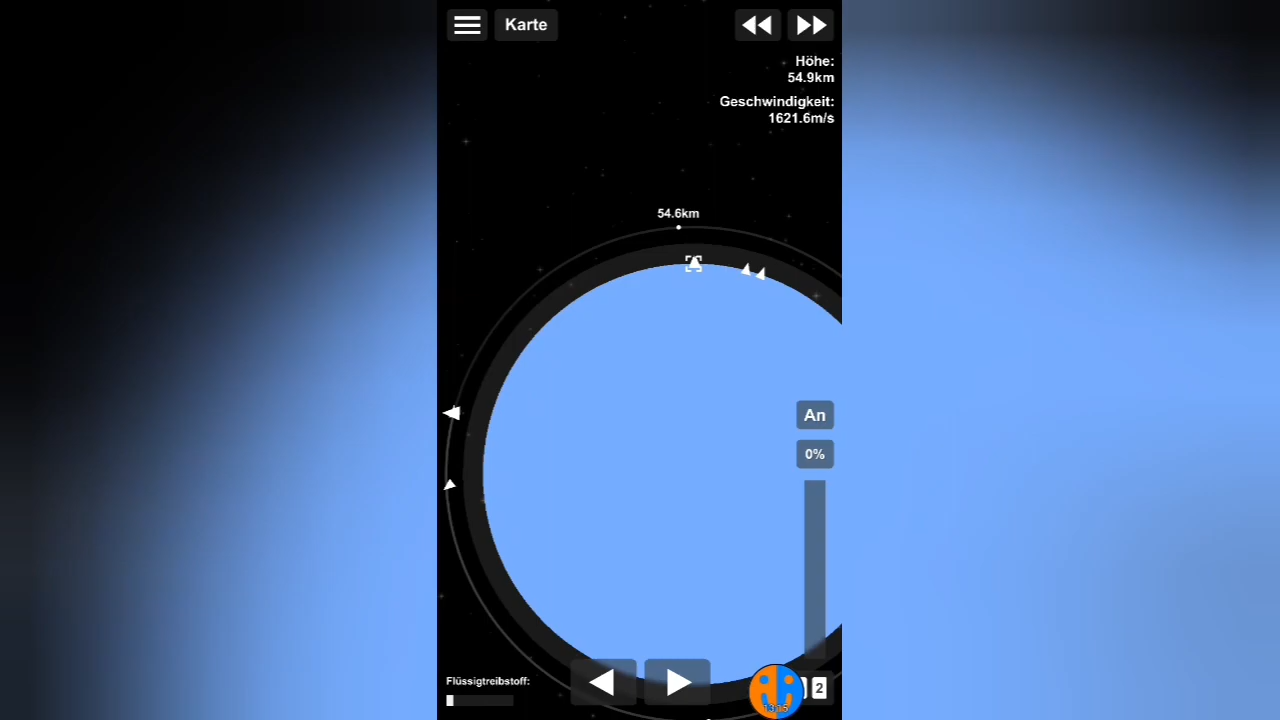 Karte
Höhe:
54.9km
Geschwindigkeit:
1621.6m/s
54.6km
An
0%
Flüssigtreibstoff:
2